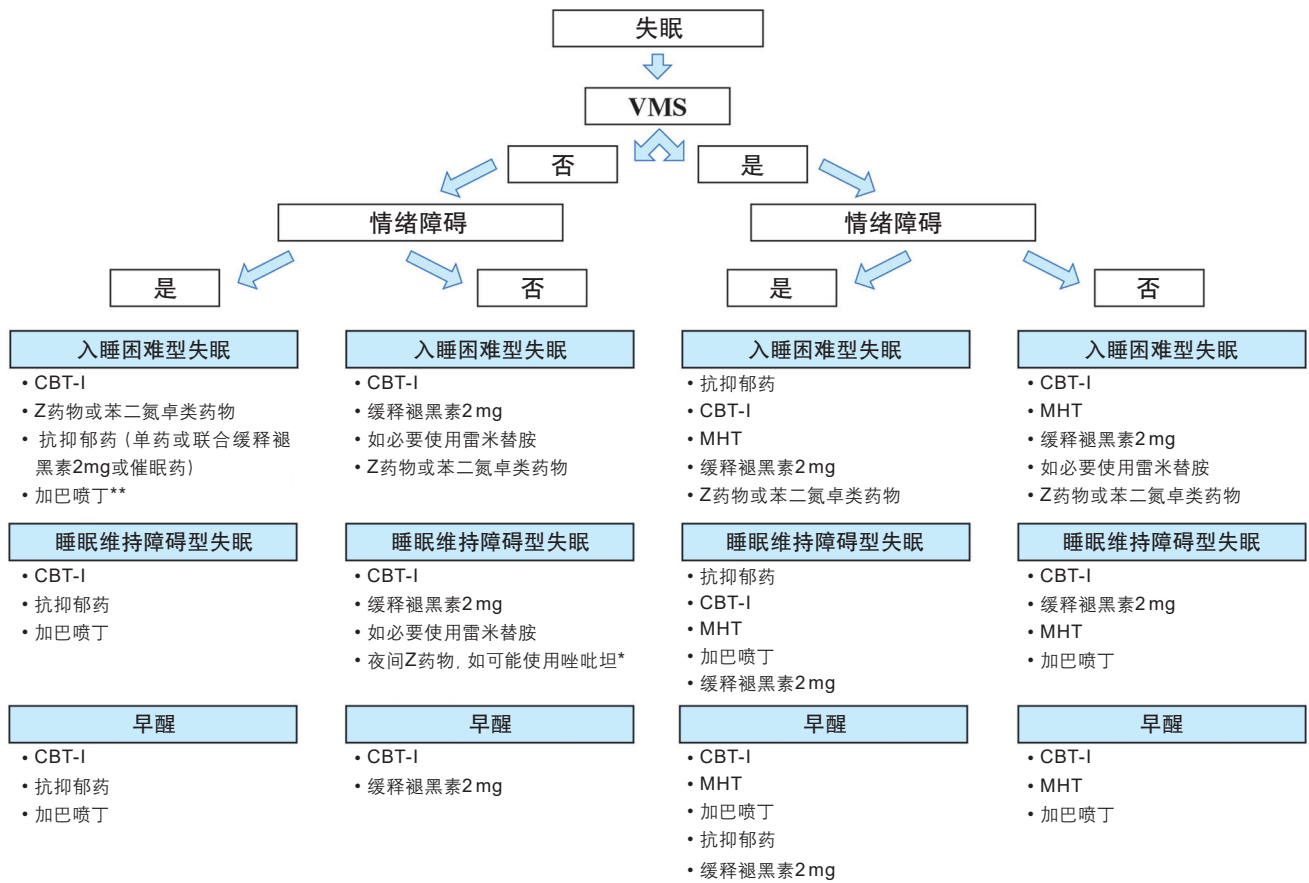 失眠
VMS
否
是
情绪障碍
情绪障碍
是
否
是
否
入睡困难型失眠
• CBT-I
• Z药物或苯二氮卓类药物
• 抗抑郁药（单药或联合缓释褪
黑素2mg或催眠药）
• 加巴喷丁**
入睡困难型失眠
• CBT-I
• 缓释褪黑素2mg
• 如必要使用雷米替胺
• Z药物或苯二氮卓类药物
入睡困难型失眠
• 抗抑郁药
• CBT-I
• MHT
• 缓释褪黑素2mg
• Z药物或苯二氮卓类药物
入睡困难型失眠
• CBT-I
• MHT
• 缓释褪黑素2mg
• 如必要使用雷米替胺
• Z药物或苯二氮卓类药物
睡眠维持障碍型失眠
• CBT-I
• 抗抑郁药
• 加巴喷丁
睡眠维持障碍型失眠
• CBT-I
• 缓释褪黑素2mg
• 如必要使用雷米替胺
• 夜间Z药物, 如可能使用唑吡坦*
睡眠维持障碍型失眠
• 抗抑郁药
• CBT-I
• MHT
• 加巴喷丁
• 缓释褪黑素2mg
睡眠维持障碍型失眠
• CBT-I
• 缓释褪黑素2mg
• MHT
• 加巴喷丁
早醒
• CBT-I
• 抗抑郁药
• 加巴喷丁
早醒
• CBT-I
• 缓释褪黑素2mg
早醒
• CBT-I
• MHT
• 加巴喷丁
• 抗抑郁药
• 缓释褪黑素2mg
早醒
• CBT-I
• MHT
• 加巴喷丁